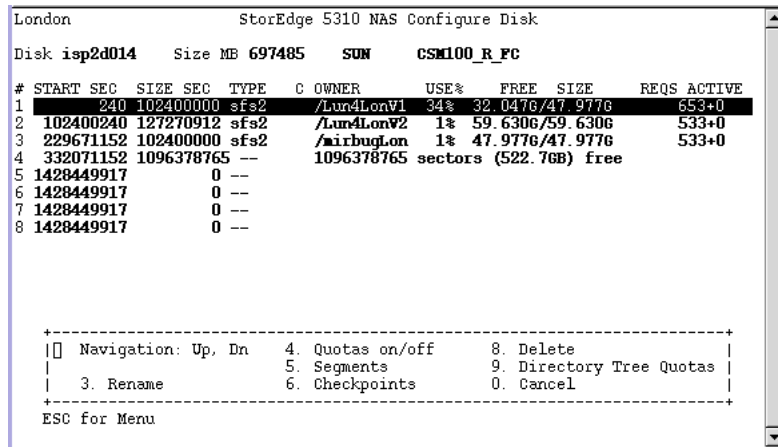 London StorEdge 5310 NAS Configure Disk
Disk isp2d014 Size MB 697485 SUN CSM100_R_FC
# START SEC SIZE SEC TYPE C OWNER USE% FREE SIZE REQS ACTIVE
1 240 102400000 sfs2 /Lun4LonV1 34% 32.047G/47.977G 653+0
2 102400240 127270912 sfs2 /Lun4LonV2 1% 59.630G/59.630G 533+0
3 229671152 102400000 sfs2 /mirbugLon 1% 47.977G/47.977G 533+0
4 332071152 1096378765 -- 1096378765 sectors (522.7GB) free
5 1428449917 0 --
6 1428449917 0 --
7 1428449917 0 --
8 1428449917 0 --
Navigation: Up, Dn 4. Quotas on/off 8. Delete
5. Segments 9. Directory Tree Quotas
3. Rename 6. Checkpoints 0. Cancel
ESC for Menu